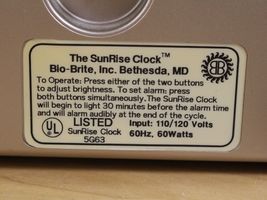 The SunRise Clock™
Bio-Brite, Inc. Bethesda, MD
BB
To Operate: Press either of the two buttons
to adjust brightness. To set alarm: press
both buttons simultaneously. The SunRise Clock
will begin to light 30 minutes before the alarm time
and will alarm audibly at the end of the cycle.
UL LISTED
SunRise Clock
5G63
Input: 110/120 Volts
60Hz, 60Watts